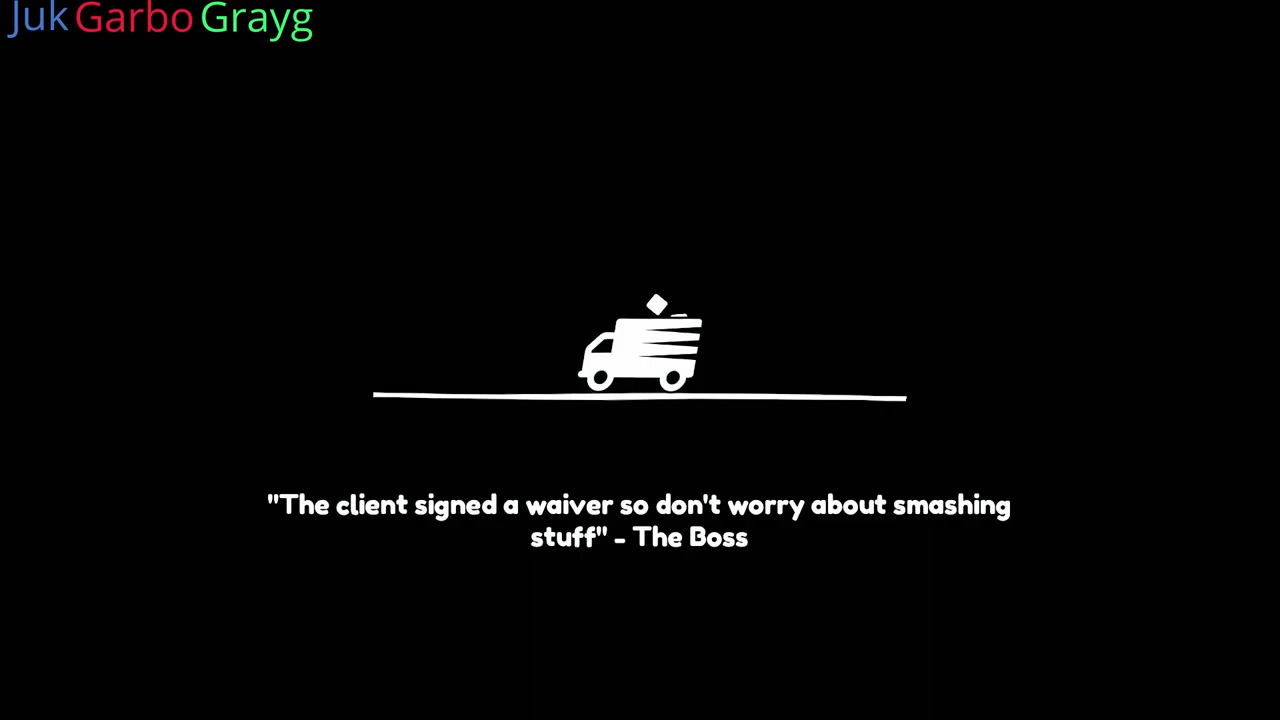 Juk Garbo Grayg
"The client signed a waiver so don't worry about smashing
stuff" - The Boss